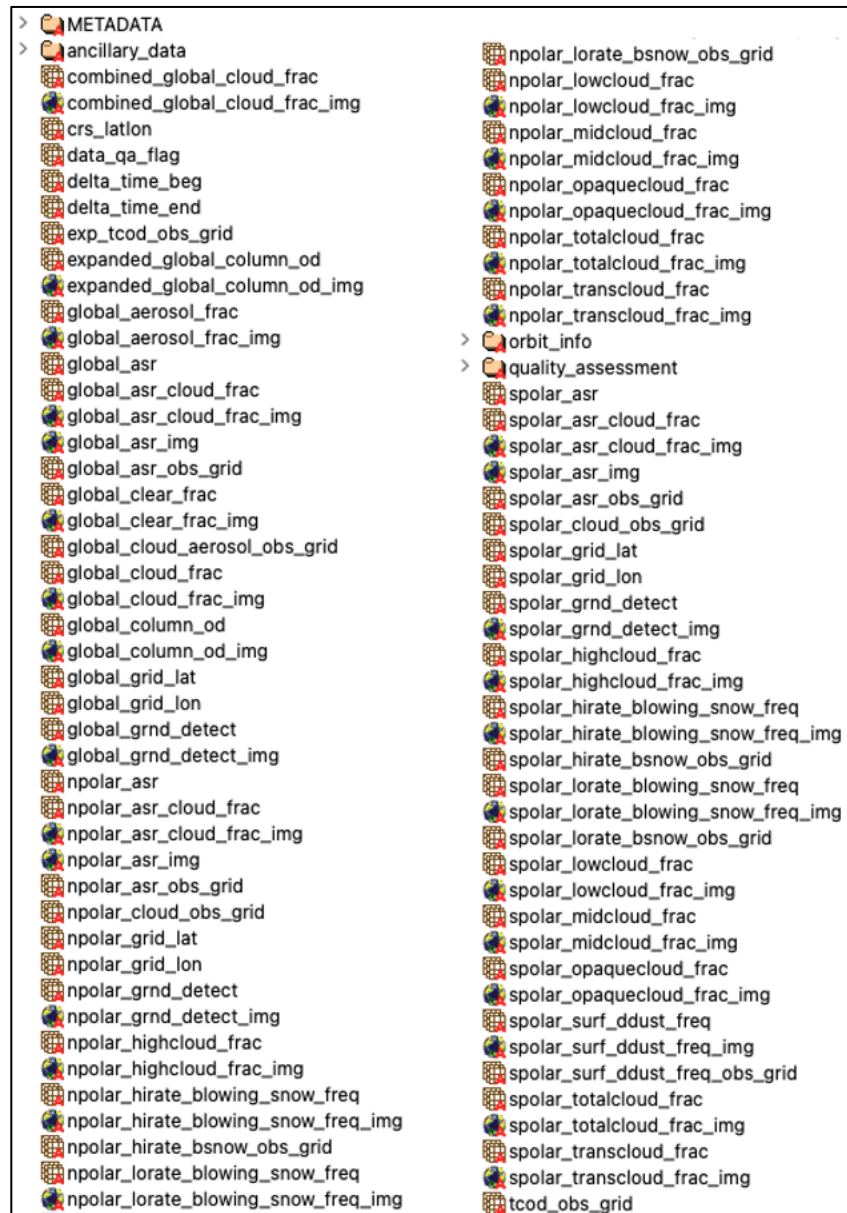 METADATA
ancillary_data
combined_global_cloud_frac
combined_global_cloud_frac_img
crs_latlon
data_qa_flag
delta_time_beg
delta_time_end
exp_tcod_obs_grid
expanded_global_column_od
expanded_global_column_od_img
global_aerosol_frac
global_aerosol_frac_img
global_asr
global_asr_cloud_frac
global_asr_cloud_frac_img
global_asr_img
global_asr_obs_grid
global_clear_frac
global_clear_frac_img
global_cloud_aerosol_obs_grid
global_cloud_frac
global_cloud_frac_img
global_column_od
global_column_od_img
global_grid_lat
global_grid_lon
global_grnd_detect
global_grnd_detect_img
npolar_asr
npolar_asr_cloud_frac
npolar_asr_cloud_frac_img
npolar_asr_img
npolar_asr_obs_grid
npolar_cloud_obs_grid
npolar_grid_lat
npolar_grid_lon
npolar_grnd_detect
npolar_grnd_detect_img
npolar_highcloud_frac
npolar_highcloud_frac_img
npolar_hirate_blowing_snow_freq
npolar_hirate_blowing_snow_freq_img
npolar_hirate_bsnow_obs_grid
npolar_lorate_blowing_snow_freq
npolar_lorate_blowing_snow_freq_img
npolar_lorate_bsnow_obs_grid
npolar_lowcloud_frac
npolar_lowcloud_frac_img
npolar_midcloud_frac
npolar_midcloud_frac_img
npolar_opaquecloud_frac
npolar_opaquecloud_frac_img
npolar_totalcloud_frac
npolar_totalcloud_frac_img
npolar_transcloud_frac
npolar_transcloud_frac_img
orbit_info
quality_assessment
spolar_asr
spolar_asr_cloud_frac
spolar_asr_cloud_frac_img
spolar_asr_img
spolar_asr_obs_grid
spolar_cloud_obs_grid
spolar_grid_lat
spolar_grid_lon
spolar_grnd_detect
spolar_grnd_detect_img
spolar_highcloud_frac
spolar_highcloud_frac_img
spolar_hirate_blowing_snow_freq
spolar_hirate_blowing_snow_freq_img
spolar_hirate_bsnow_obs_grid
spolar_lorate_blowing_snow_freq
spolar_lorate_blowing_snow_freq_img
spolar_lorate_bsnow_obs_grid
spolar_lowcloud_frac
spolar_lowcloud_frac_img
spolar_midcloud_frac
spolar_midcloud_frac_img
spolar_opaquecloud_frac
spolar_opaquecloud_frac_img
spolar_surf_ddust_freq
spolar_surf_ddust_freq_img
spolar_surf_ddust_freq_obs_grid
spolar_totalcloud_frac
spolar_totalcloud_frac_img
spolar_transcloud_frac
spolar_transcloud_frac_img
tcod_obs_grid